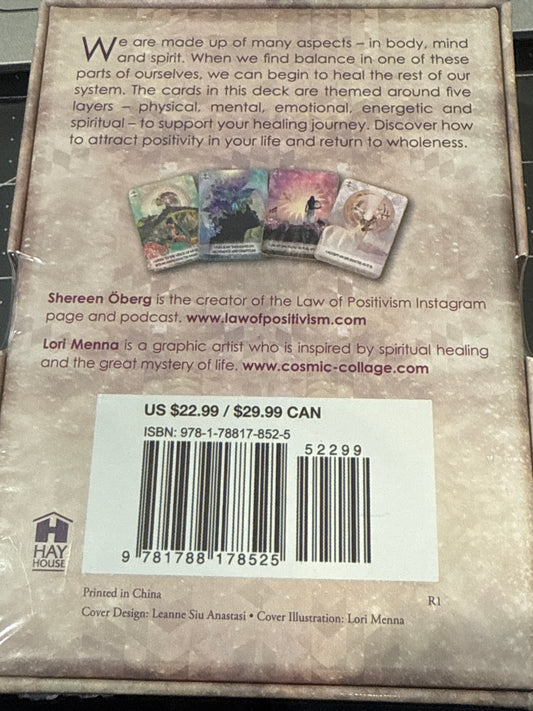 We are made up of many aspects – in body, mind
and spirit. When we find balance in one of these
parts of ourselves, we can begin to heal the rest of our
system. The cards in this deck are themed around five
layers – physical, mental, emotional, energetic and
spiritual – to support your healing journey. Discover how
to attract positivity in your life and return to wholeness.
Shereen Öberg is the creator of the Law of Positivism Instagram
page and podcast. www.lawofpositivism.com
Lori Menna is a graphic artist who is inspired by spiritual healing
and the great mystery of life. www.cosmic-collage.com
US $22.99 / $29.99 CAN
ISBN: 978-1-78817-852-5
52299
9 781788 178525
HAY
HOUSE
Printed in China
R1
Cover Design: Leanne Siu Anastasi • Cover Illustration: Lori Menna